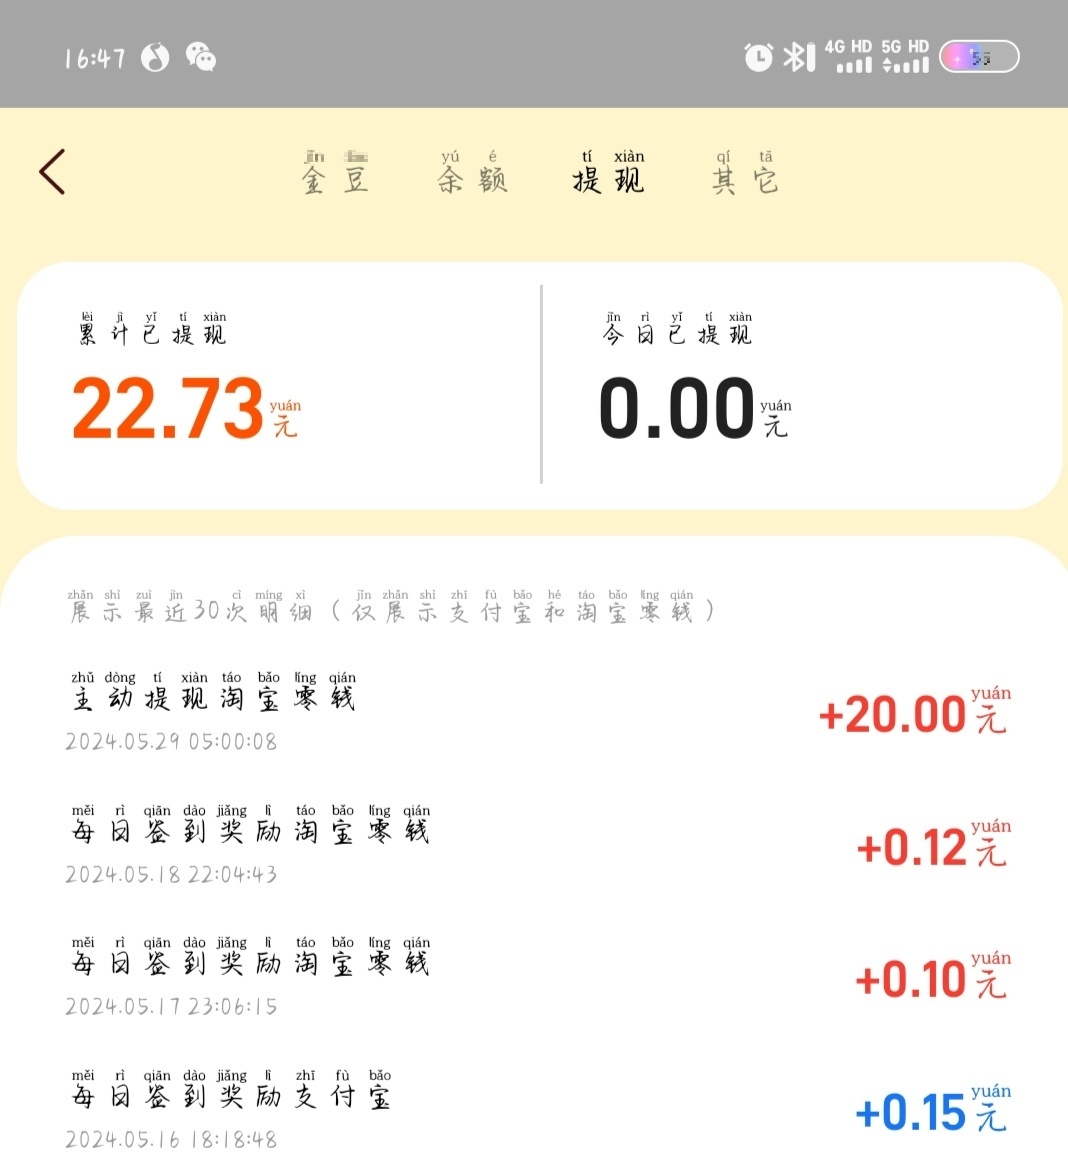 16:47 4G HD 5G HD 55
jīn
金豆 yú é 余额 tí xiàn 提现 qí tā 其它
lèi jì yǐ tí xiàn
累计已提现
22.73 yuán 元
jīn rì yǐ tí xiàn
今日已提现
0.00 yuán 元
zhǎn shì zuì jìn cì míng xì jǐn zhǎn shì zhī fù bǎo hé táo bǎo líng qián
展示最近30次明细（仅展示支付宝和淘宝零钱）
zhǔ dòng tí xiàn táo bǎo líng qián
主动提现淘宝零钱
2024.05.29 05:00:08
+20.00 yuán 元
měi rì qiān dào jiǎng lì táo bǎo líng qián
每日签到奖励淘宝零钱
2024.05.18 22:04:43
+0.12 yuán 元
měi rì qiān dào jiǎng lì táo bǎo líng qián
每日签到奖励淘宝零钱
2024.05.17 23:06:15
+0.10 yuán 元
měi rì qiān dào jiǎng lì zhī fù bǎo
每日签到奖励支付宝
2024.05.16 18:18:48
+0.15 yuán 元